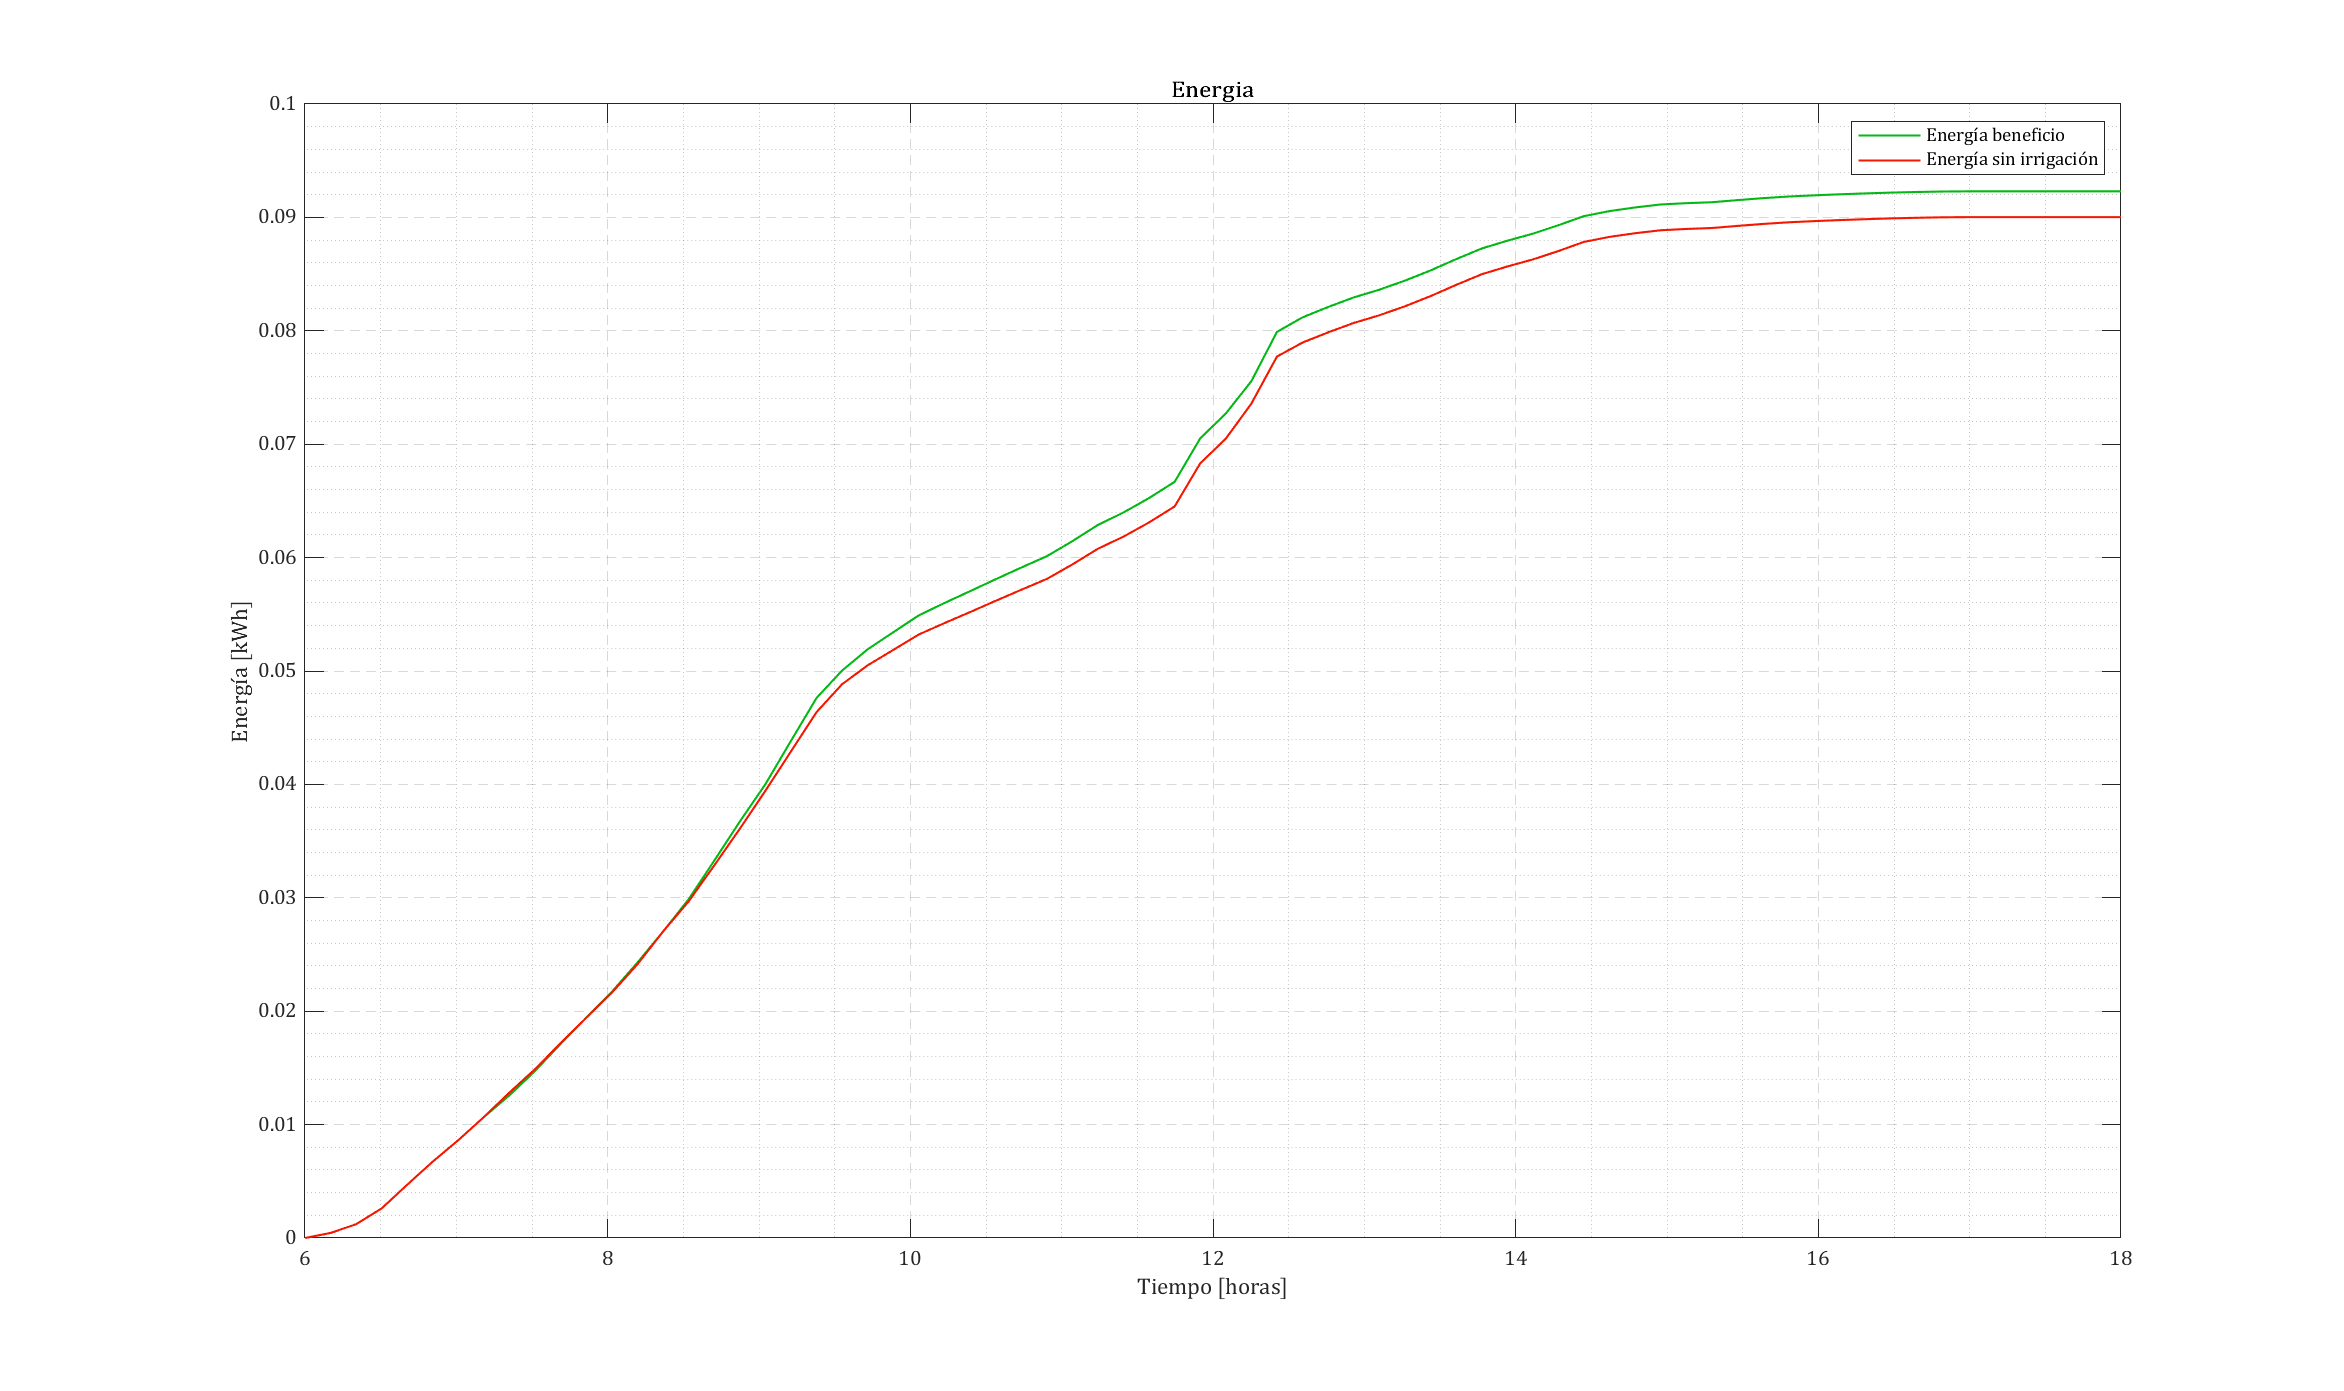 Energia
Energía beneficio
Energía sin irrigación
0.1
0.09
0.08
0.07
0.06
0.05
0.04
0.03
0.02
0.01
0
Energía [kWh]
6 8 10 12 14 16 18
Tiempo [horas]